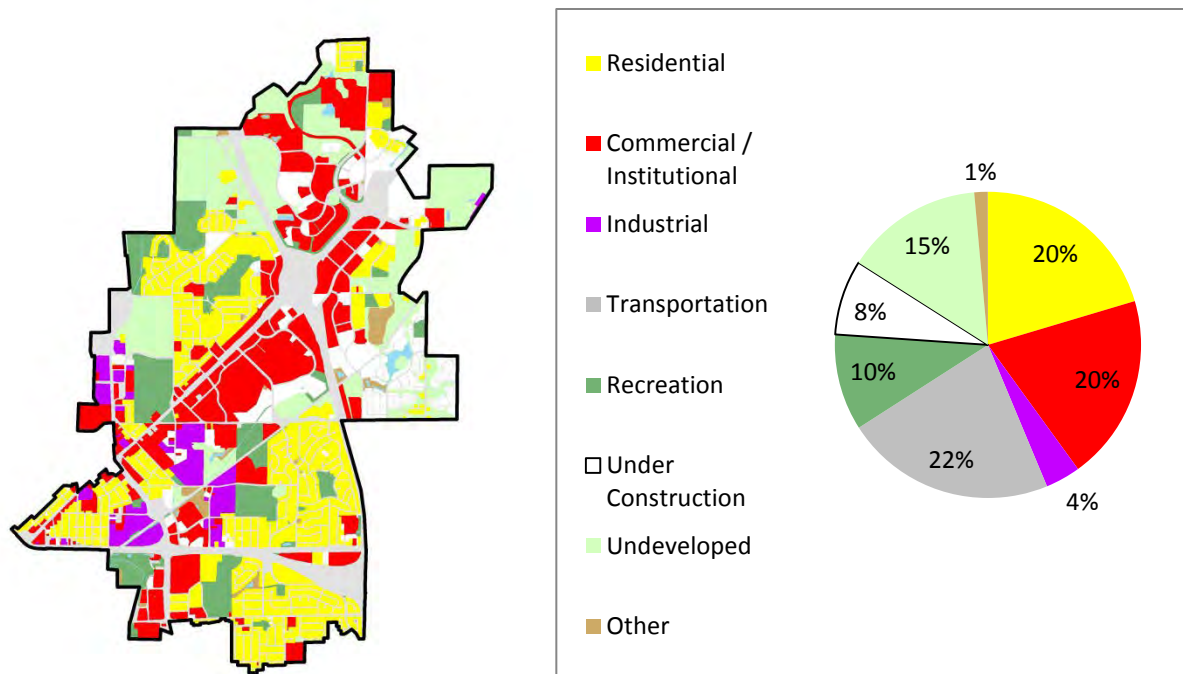 Residential
Commercial /
Institutional
Industrial
Transportation
Recreation
Under
Construction
Undeveloped
Other
1%
20%
15%
8%
10%
20%
22%
4%